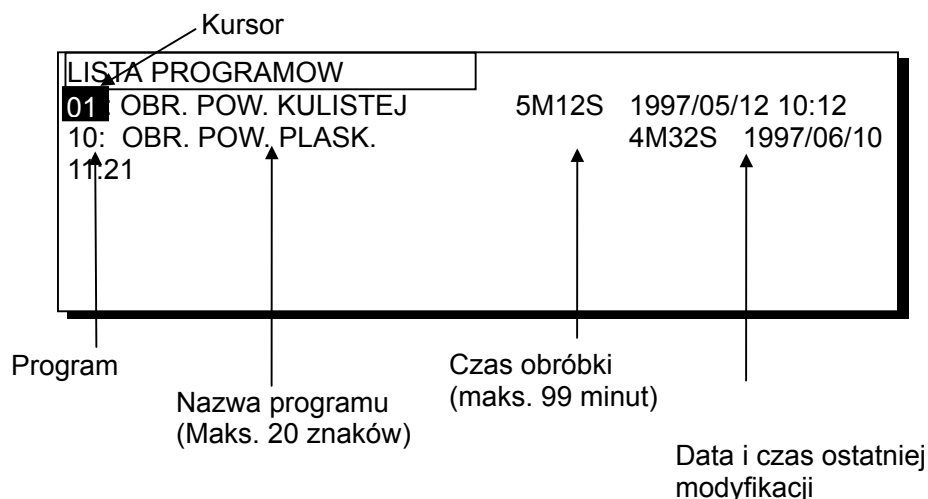 Kursor
LISTA PROGRAMOW
01: OBR. POW. KULISTEJ 5M12S 1997/05/12 10:12
10: OBR. POW. PLASK. 4M32S 1997/06/10
11:21
Program
Nazwa programu
(Maks. 20 znaków)
Czas obróbki
(maks. 99 minut)
Data i czas ostatniej
modyfikacji